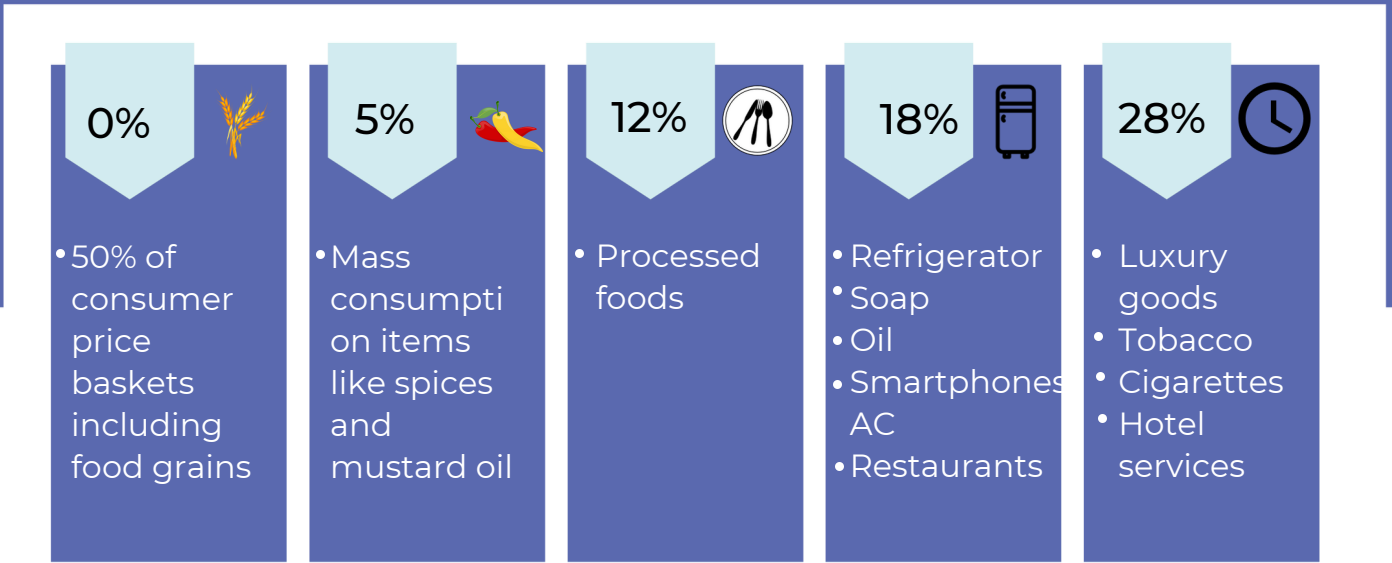 0%
• 50% of
consumer
price
baskets
including
food grains
5%
• Mass
consumpti
on items
like spices
and
mustard oil
12%
• Processed
foods
18%
• Refrigerator
• Soap
• Oil
• Smartphones
AC
• Restaurants
28%
• Luxury
goods
• Tobacco
• Cigarettes
• Hotel
services